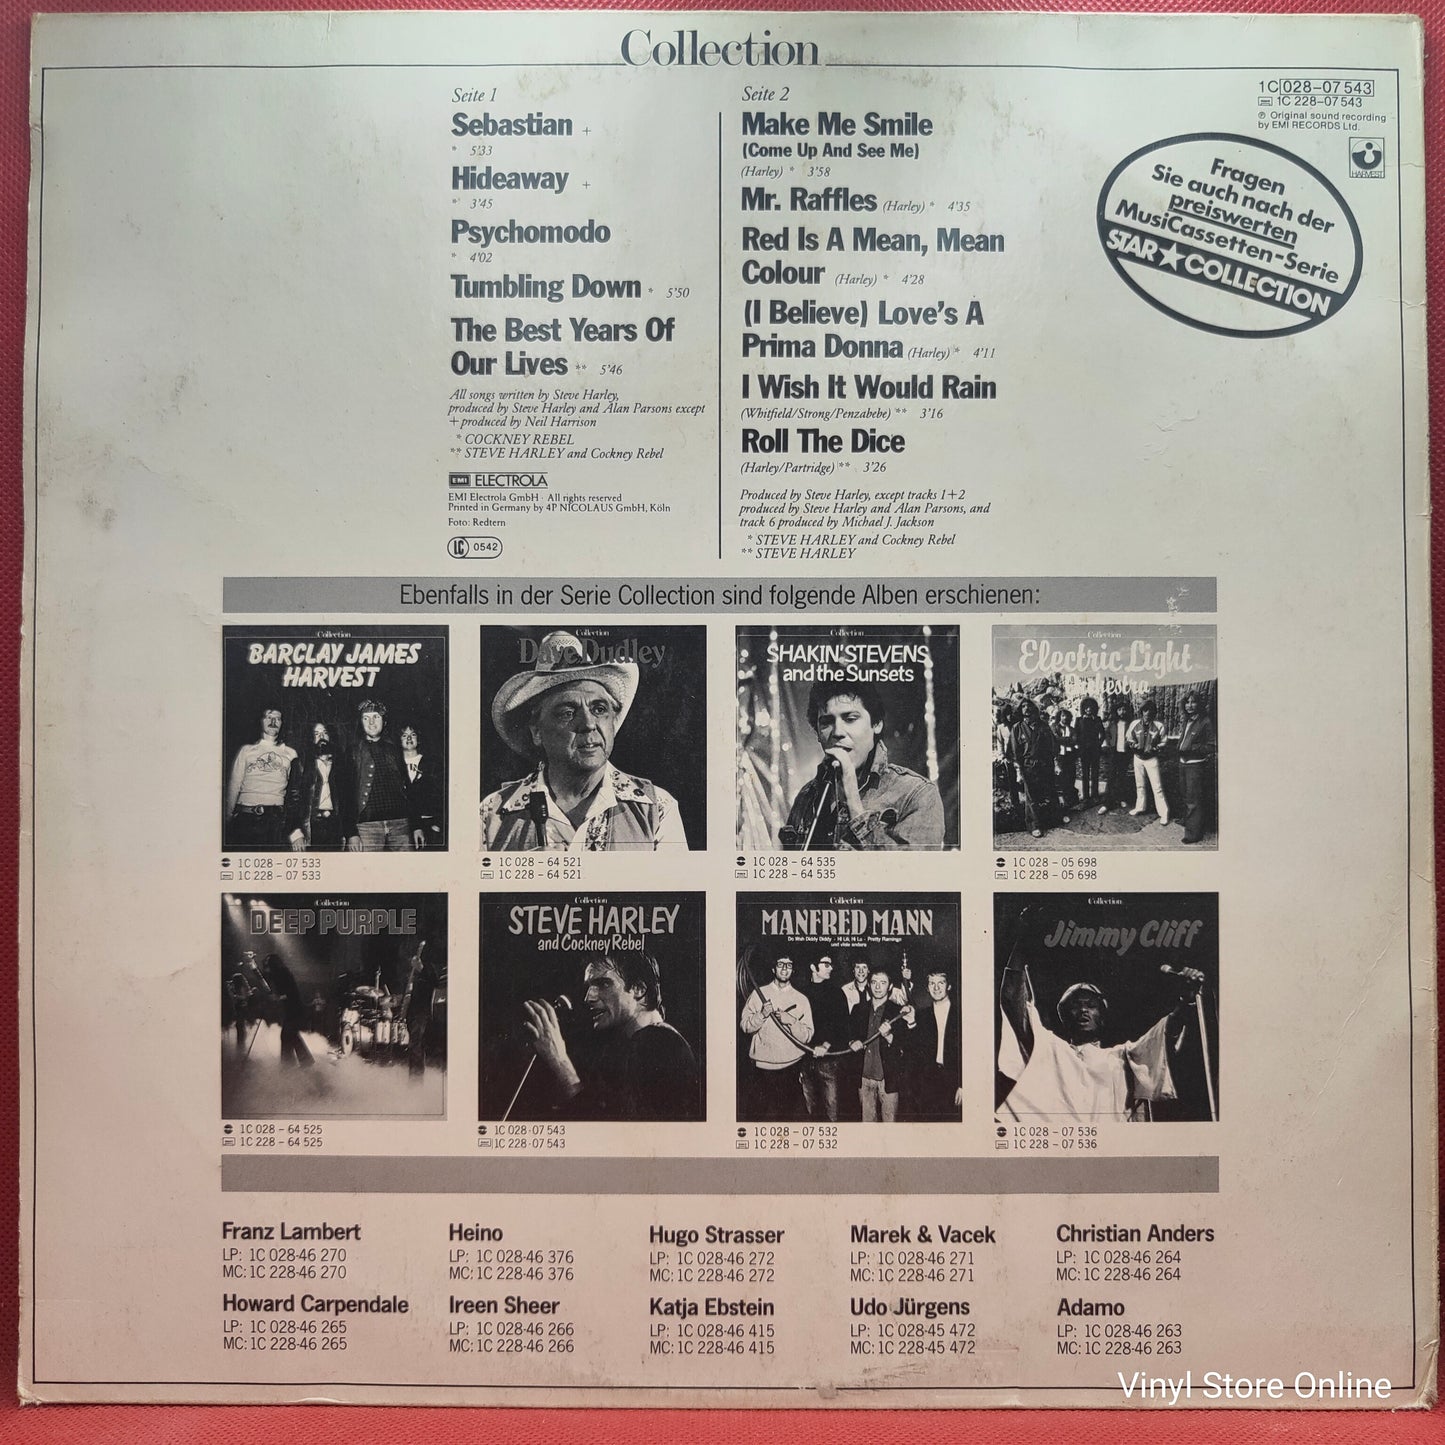 Collection
Seite 1
Sebastian +
* 5'33
Hideaway +
* 3'45
Psychomodo
* 4'02
Tumbling Down * 5'50
The Best Years Of
Our Lives ** 5'46
All songs written by Steve Harley,
produced by Steve Harley and Alan Parsons except
+ produced by Neil Harrison
* COCKNEY REBEL
** STEVE HARLEY and Cockney Rebel
EMI ELECTROLA
EMI Electrola GmbH · All rights reserved
Printed in Germany by 4P NICOLAUS GmbH, Köln
Foto: Redtern
LC 0542
Seite 2
Make Me Smile
(Come Up And See Me)
(Harley) * 3'58
Mr. Raffles (Harley) * 4'35
Red Is A Mean, Mean
Colour (Harley) * 4'28
(I Believe) Love's A
Prima Donna (Harley) * 4'11
I Wish It Would Rain
(Whitfield/Strong/Penzabebe) ** 3'16
Roll The Dice
(Harley/Partridge) ** 3'26
Produced by Steve Harley, except tracks 1+2
produced by Steve Harley and Alan Parsons, and
track 6 produced by Michael J. Jackson
* STEVE HARLEY and Cockney Rebel
** STEVE HARLEY
1C 028-07 543
1C 228-07 543
℗ Original sound recording
by EMI RECORDS Ltd.
HARVEST
Fragen
Sie auch nach der
preiswerten
MusiCassetten-Serie
STAR★COLLECTION
Ebenfalls in der Serie Collection sind folgende Alben erschienen:
Collection
BARCLAY JAMES
HARVEST
1C 028 - 07 533
1C 228 - 07 533
Collection
Dave Dudley
1C 028 - 64 521
1C 228 - 64 521
Collection
SHAKIN' STEVENS
and the Sunsets
1C 028 - 64 535
1C 228 - 64 535
Collection
Electric Light
Orchestra
1C 028 - 05 698
1C 228 - 05 698
Collection
DEEP PURPLE
1C 028 - 64 525
1C 228 - 64 525
Collection
STEVE HARLEY
and Cockney Rebel
1C 028·07 543
1C 228·07 543
Collection
MANFRED MANN
Do Wah Diddy Diddy - Hi Lili, Hi Lo - Pretty Flamingo
und viele andere
1C 028 - 07 532
1C 228 - 07 532
Collection
Jimmy Cliff
1C 028 - 07 536
1C 228 - 07 536
Franz Lambert
LP: 1C 028-46 270
MC: 1C 228-46 270
Heino
LP: 1C 028-46 376
MC: 1C 228-46 376
Hugo Strasser
LP: 1C 028-46 272
MC: 1C 228-46 272
Marek & Vacek
LP: 1C 028-46 271
MC: 1C 228-46 271
Christian Anders
LP: 1C 028-46 264
MC: 1C 228-46 264
Howard Carpendale
LP: 1C 028-46 265
MC: 1C 228-46 265
Ireen Sheer
LP: 1C 028-46 266
MC: 1C 228-46 266
Katja Ebstein
LP: 1C 028-46 415
MC: 1C 228-46 415
Udo Jürgens
LP: 1C 028-45 472
MC: 1C 228-45 472
Adamo
LP: 1C 028-46 263
MC: 1C 228-46 263
Vinyl Store Online